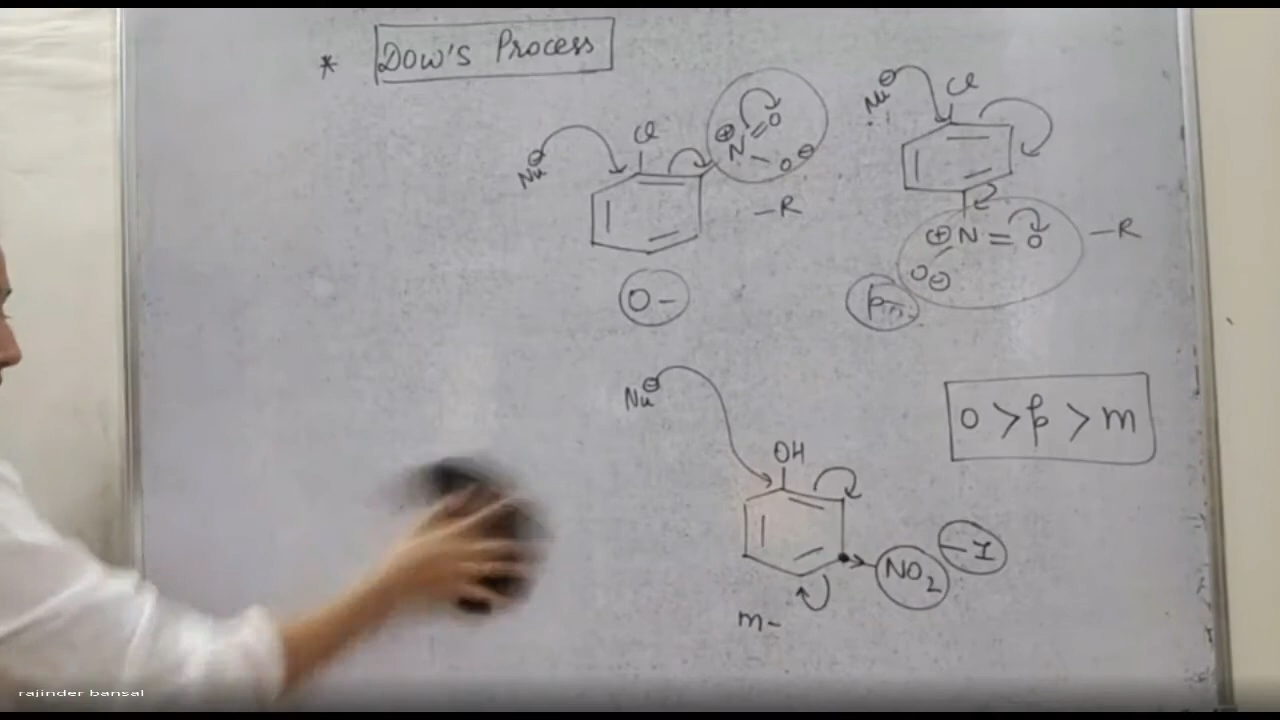 * Dow's Process
Nu⊖
Cl
⊕
N
=O
O⊖
-R
O-
Nu⊖
Cl
⊕N=O
O⊖
-R
p-
Nu⊖
OH
NO2
-I
m-
O > p > m
rajinder bansal